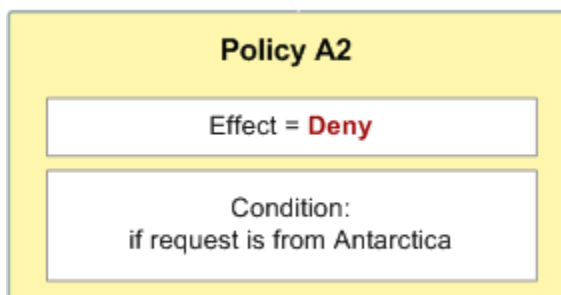 Policy A2
Effect = Deny
Condition:
if request is from Antarctica